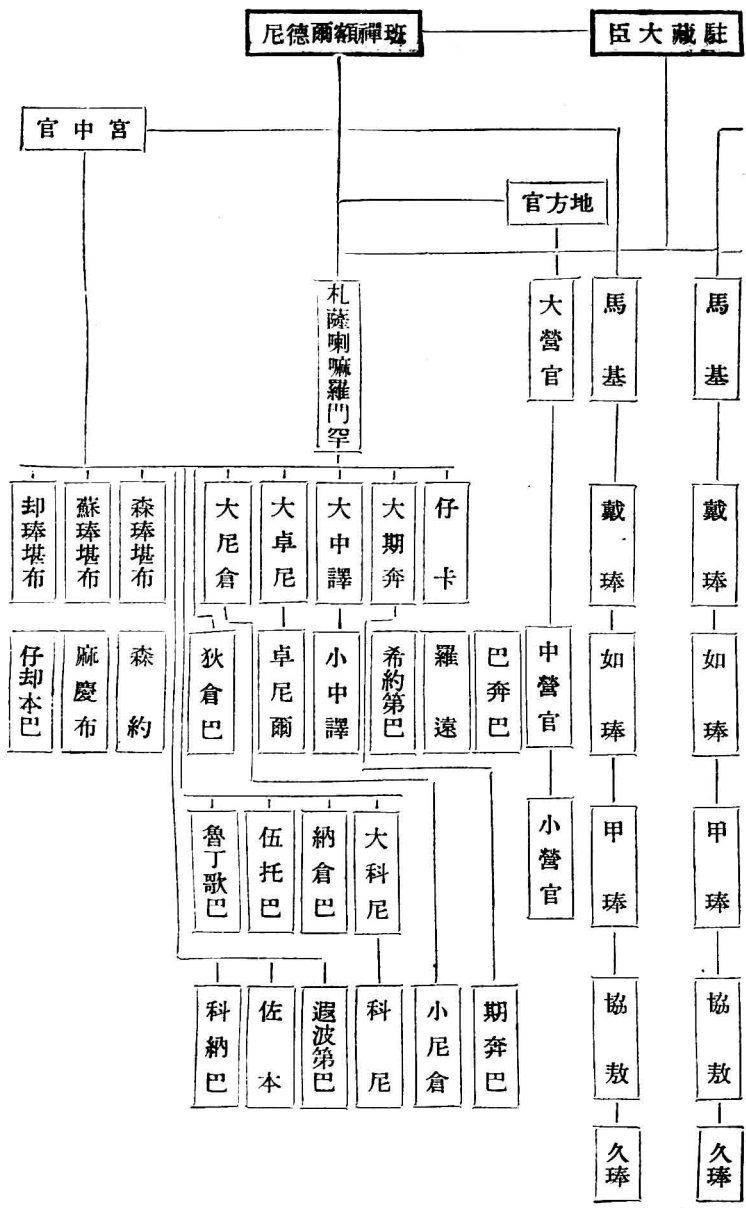 駐藏大臣
班禪額爾德尼
宮中官
地方官
馬基
馬基
大營官
札薩喇嘛羅門罕
戴琫
戴琫
仔卡
大期奔
大中譯
大卓尼
大尼倉
森琫堪布
蘇琫堪布
却琫堪布
如琫
如琫
中營官
巴奔巴
羅遠
希約第巴
小中譯
卓尼爾
狄倉巴
森約
麻慶布
仔却本巴
甲琫
甲琫
小營官
大科尼
納倉巴
伍托巴
魯丁歌巴
協敖
協敖
期奔巴
小尼倉
科尼
遐波第巴
佐本
科納巴
久琫
久琫